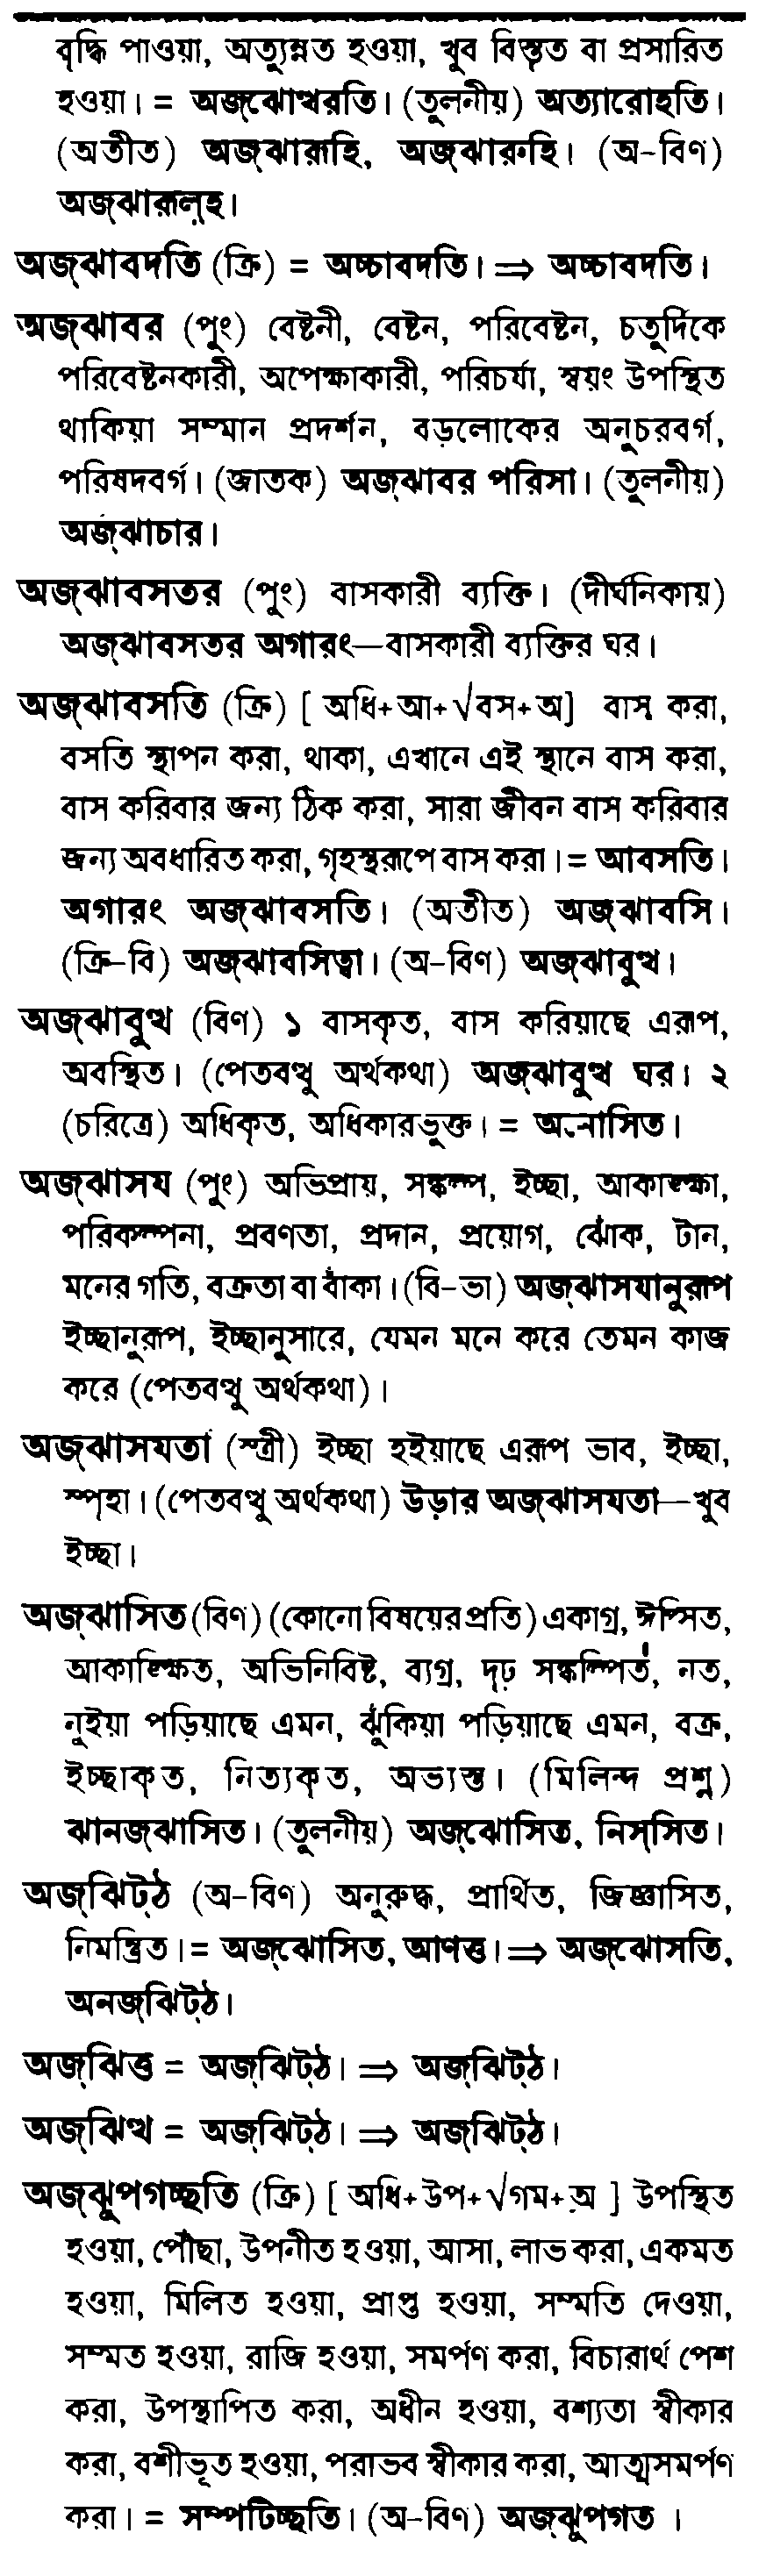 বৃদ্ধি পাওয়া, অত্যুন্নত হওয়া, খুব বিস্তৃত বা প্রসারিত
হওয়া। = অজ্ঝোত্থরতি। (তুলনীয়) অত্যারোহতি।
(অতীত) অজ্ঝারূহি, অজ্ঝারুহি। (অ-বিণ)
অজ্ঝারূল্হ।
অজ্ঝাবদতি (ক্রি) = অচ্চাবদতি। ⇒ অচ্চাবদতি।
অজ্ঝাবর (পুং) বেষ্টনী, বেষ্টন, পরিবেষ্টন, চতুর্দিকে
পরিবেষ্টনকারী, অপেক্ষাকারী, পরিচর্যা, স্বয়ং উপস্থিত
থাকিয়া সম্মান প্রদর্শন, বড়লোকের অনুচরবর্গ,
পরিষদবর্গ। (জাতক) অজ্ঝাবর পরিসা। (তুলনীয়)
অজ্ঝাচার।
অজ্ঝাবসতর (পুং) বাসকারী ব্যক্তি। (দীর্ঘনিকায়)
অজ্ঝাবসতর অগারং—বাসকারী ব্যক্তির ঘর।
অজ্ঝাবসতি (ক্রি) [ অধি+আ+√বস+অ] বাস করা,
বসতি স্থাপন করা, থাকা, এখানে এই স্থানে বাস করা,
বাস করিবার জন্য ঠিক করা, সারা জীবন বাস করিবার
জন্য অবধারিত করা, গৃহস্থরূপে বাস করা। = আবসতি।
অগারং অজ্ঝাবসতি। (অতীত) অজ্ঝাবসি।
(ক্রি-বি) অজ্ঝাবসিত্বা। (অ-বিণ) অজ্ঝাবুত্থ।
অজ্ঝাবুত্থ (বিণ) ১ বাসকৃত, বাস করিয়াছে এরূপ,
অবস্থিত। (পেতবত্থু অর্থকথা) অজ্ঝাবুত্থ ঘর। ২
(চরিত্রে) অধিকৃত, অধিকারভুক্ত। =
অজ্ঝাসয (পুং) অভিপ্রায়, সঙ্কল্প, ইচ্ছা, আকাঙ্ক্ষা,
পরিকল্পনা, প্রবণতা, প্রদান, প্রয়োগ, ঝোঁক, টান,
মনের গতি, বক্রতা বা বাঁকা। (বি-ভা) অজ্ঝাসযানুরূপ
ইচ্ছানুরূপ, ইচ্ছানুসারে, যেমন মনে করে তেমন কাজ
করে (পেতবত্থু অর্থকথা)।
অজ্ঝাসযতা (স্ত্রী) ইচ্ছা হইয়াছে এরূপ ভাব, ইচ্ছা,
স্পৃহা। (পেতবত্থু অর্থকথা) উড়ার অজ্ঝাসযতা—খুব
ইচ্ছা।
অজ্ঝাসিত (বিণ) (কোনো বিষয়ের প্রতি) একাগ্র, ঈপ্সিত,
আকাঙ্ক্ষিত, অভিনিবিষ্ট, ব্যগ্র, দৃঢ় সঙ্কল্পিত, নত,
নুইয়া পড়িয়াছে এমন, ঝুঁকিয়া পড়িয়াছে এমন, বক্র,
ইচ্ছাকৃত, নিত্যকৃত, অভ্যস্ত। (মিলিন্দ প্রশ্ন)
ঝানজ্ঝাসিত। (তুলনীয়) অজ্ঝোসিত, নিস্সিত।
অজ্ঝিট্ঠ (অ-বিণ) অনুরুদ্ধ, প্রার্থিত, জিজ্ঞাসিত,
নিমন্ত্রিত। = অজ্ঝোসিত, আণত্ত। ⇒ অজ্ঝোসতি,
অনজ্ঝিট্ঠ।
অজ্ঝিত্ত = অজ্ঝিট্ঠ। ⇒ অজ্ঝিট্ঠ।
অজ্ঝিত্থ = অজ্ঝিট্ঠ। ⇒ অজ্ঝিট্ঠ।
অজ্ঝুপগচ্ছতি (ক্রি) [ অধি+উপ+√গম+অ ] উপস্থিত
হওয়া, পৌঁছা, উপনীত হওয়া, আসা, লাভ করা, একমত
হওয়া, মিলিত হওয়া, প্রাপ্ত হওয়া, সম্মতি দেওয়া,
সম্মত হওয়া, রাজি হওয়া, সমর্পণ করা, বিচারার্থ পেশ
করা, উপস্থাপিত করা, অধীন হওয়া, বশ্যতা স্বীকার
করা, বশীভূত হওয়া, পরাভব স্বীকার করা, আত্মসমর্পণ
করা। = সম্পটিচ্ছতি। (অ-বিণ) অজ্ঝুপগত ।